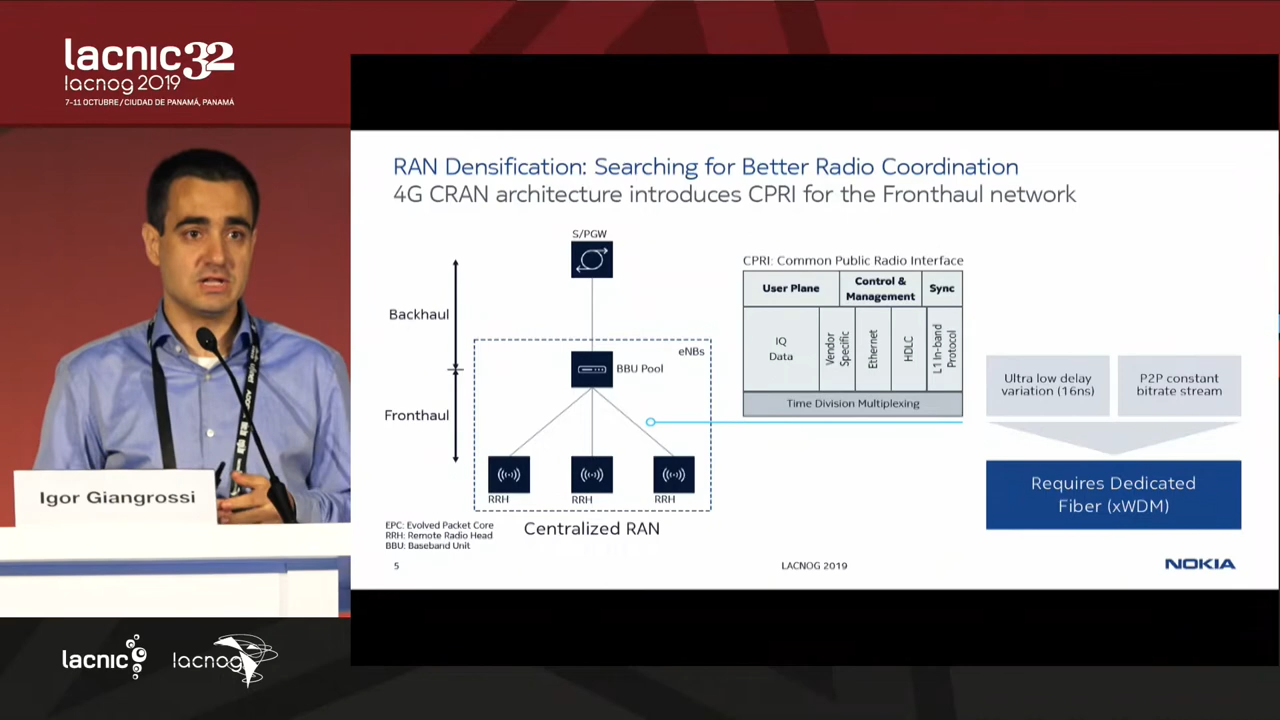 lacnic32
lacnog 2019
7-11 OCTUBRE / CIUDAD DE PANAMÁ, PANAMÁ
RAN Densification: Searching for Better Radio Coordination
4G CRAN architecture introduces CPRI for the Fronthaul network
S/PGW
Backhaul
eNBs
BBU Pool
Fronthaul
RRH
RRH
RRH
Centralized RAN
EPC: Evolved Packet Core
RRH: Remote Radio Head
BBU: Baseband Unit
CPRI: Common Public Radio Interface
User Plane
Control &
Management
Sync
IQ
Data
Vendor
Specific
Ethernet
HDLC
L1 In-band
Protocol
Time Division Multiplexing
Ultra low delay
variation (16ns)
P2P constant
bitrate stream
Requires Dedicated
Fiber (xWDM)
5
LACNOG 2019
NOKIA
Igor Giangrossi
lacnic
lacnog